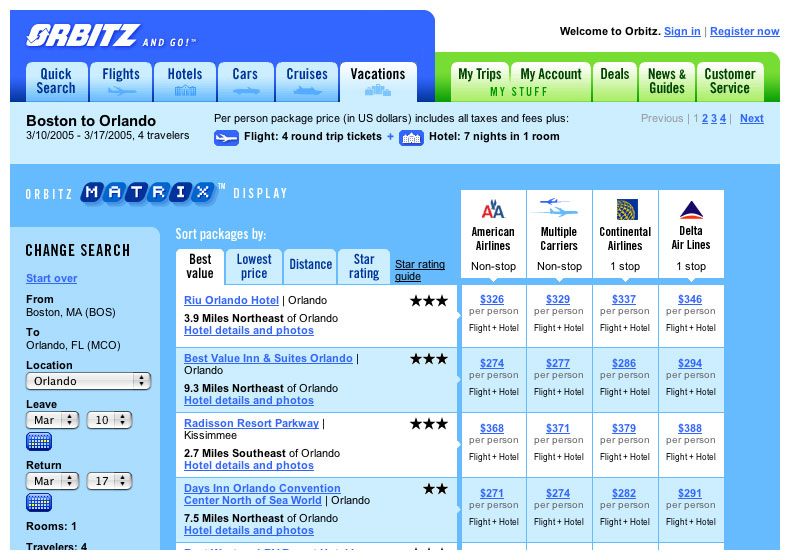 ORBITZ AND GO!™
Welcome to Orbitz. Sign in | Register now
Quick Search
Flights
Hotels
Cars
Cruises
Vacations
My Trips
My Account
MY STUFF
Deals
News & Guides
Customer Service
Boston to Orlando
3/10/2005 - 3/17/2005, 4 travelers
Per person package price (in US dollars) includes all taxes and fees plus:
Flight: 4 round trip tickets + Hotel: 7 nights in 1 room
Previous | 1 2 3 4 | Next
ORBITZ MATRIX™ DISPLAY
CHANGE SEARCH
Start over
From
Boston, MA (BOS)
To
Orlando, FL (MCO)
Location
Orlando
Leave
Mar 10
Return
Mar 17
Rooms: 1
Travelers: 4
Sort packages by:
Best value
Lowest price
Distance
Star rating
Star rating guide
AA
American Airlines
Non-stop
Multiple Carriers
Non-stop
Continental Airlines
1 stop
Delta Air Lines
1 stop
Riu Orlando Hotel | Orlando ★★★
3.9 Miles Northeast of Orlando
Hotel details and photos
$326 $329 $337 $346
per person per person per person per person
Flight + Hotel Flight + Hotel Flight + Hotel Flight + Hotel
Best Value Inn & Suites Orlando | ★★★
Orlando
9.3 Miles Northeast of Orlando
Hotel details and photos
$274 $277 $286 $294
per person per person per person per person
Flight + Hotel Flight + Hotel Flight + Hotel Flight + Hotel
Radisson Resort Parkway | ★★★
Kissimmee
2.7 Miles Southeast of Orlando
Hotel details and photos
$368 $371 $379 $388
per person per person per person per person
Flight + Hotel Flight + Hotel Flight + Hotel Flight + Hotel
Days Inn Orlando Convention ★★
Center North of Sea World | Orlando
7.5 Miles Northeast of Orlando
Hotel details and photos
$271 $274 $282 $291
per person per person per person per person
Flight + Hotel Flight + Hotel Flight + Hotel Flight + Hotel